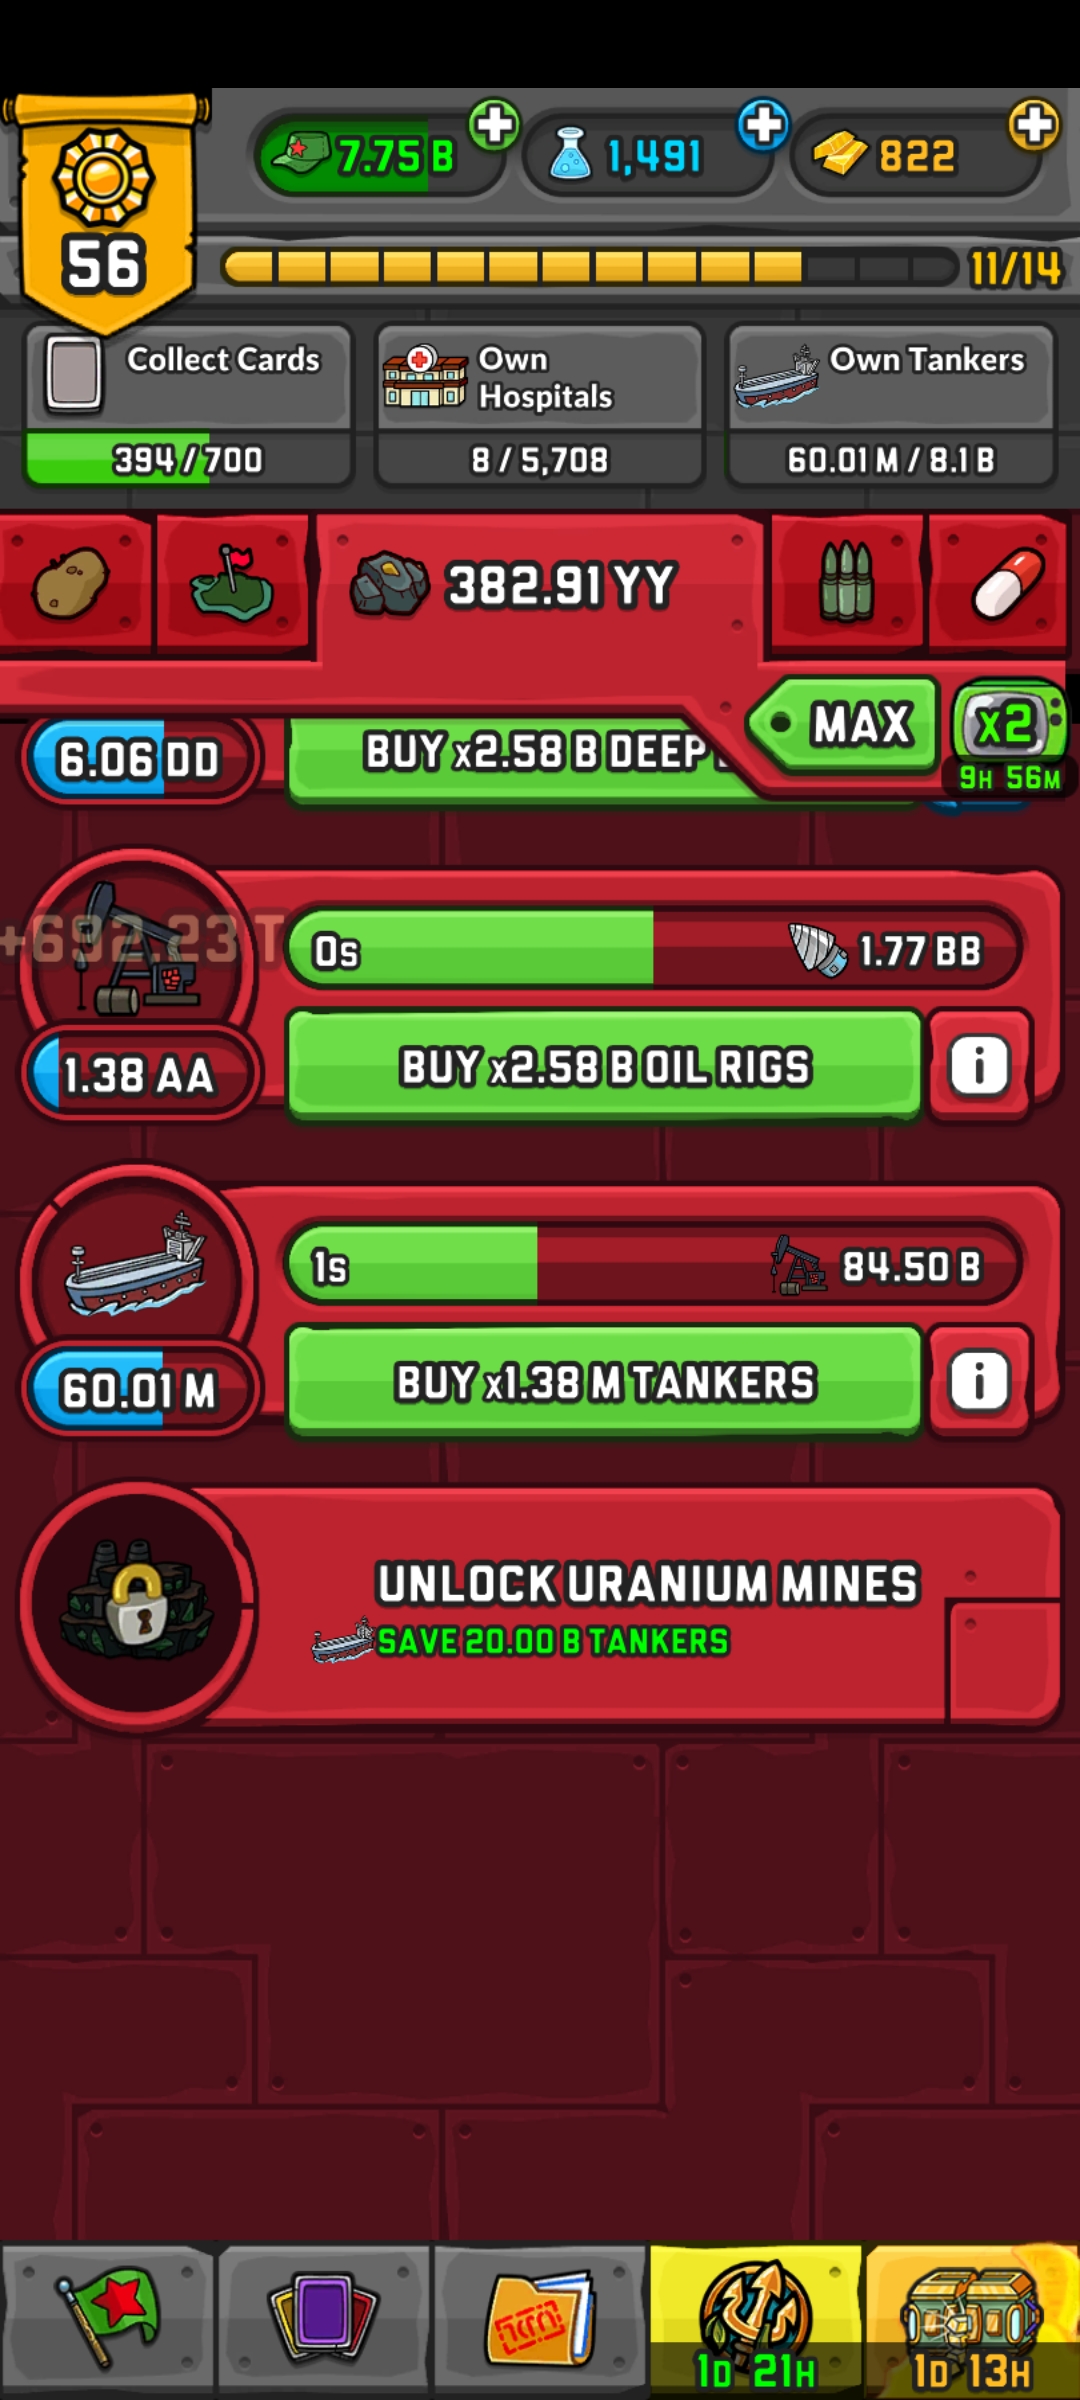 7.75 B
1,491
822
56
11/14
Collect Cards
394/700
Own
Hospitals
8/5,708
Own Tankers
60.01 M / 8.1 B
382.91 YY
MAX
x2
9H 56M
6.06 DD
BUY x2.58 B DEEP
+692.23 T
0s
1.77 BB
1.38 AA
BUY x2.58 B OIL RIGS
i
1s
84.50 B
60.01 M
BUY x1.38 M TANKERS
i
UNLOCK URANIUM MINES
SAVE 20.00 B TANKERS
1D 21H
1D 13H